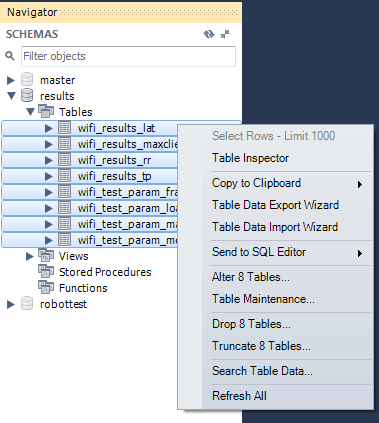 Navigator
SCHEMAS
Filter objects
master
results
Tables
wifi_results_lat
wifi_results_maxclie
wifi_results_rr
wifi_results_tp
wifi_test_param_fra
wifi_test_param_loa
wifi_test_param_ma
wifi_test_param_mo
Views
Stored Procedures
Functions
robottest
Select Rows - Limit 1000
Table Inspector
Copy to Clipboard
Table Data Export Wizard
Table Data Import Wizard
Send to SQL Editor
Alter 8 Tables...
Table Maintenance...
Drop 8 Tables...
Truncate 8 Tables...
Search Table Data...
Refresh All